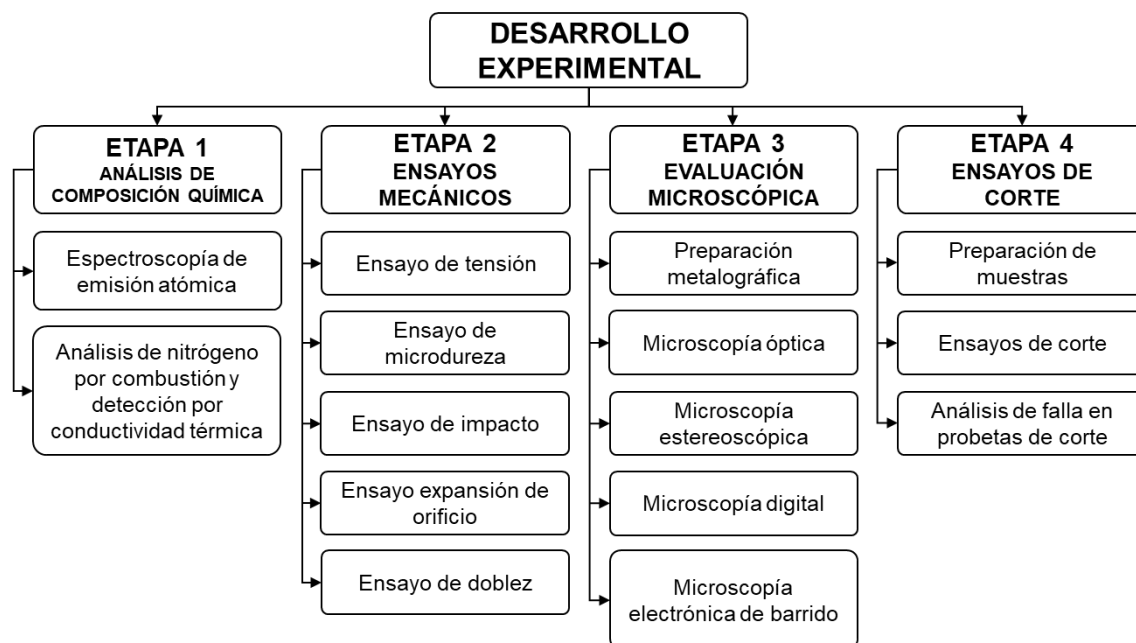 DESARROLLO
EXPERIMENTAL
ETAPA 1
ANÁLISIS DE
COMPOSICIÓN QUÍMICA
Espectroscopía de
emisión atómica
Análisis de nitrógeno
por combustión y
detección por
conductividad térmica
ETAPA 2
ENSAYOS
MECÁNICOS
Ensayo de tensión
Ensayo de
microdureza
Ensayo de impacto
Ensayo expansión de
orificio
Ensayo de doblez
ETAPA 3
EVALUACIÓN
MICROSCÓPICA
Preparación
metalográfica
Microscopía óptica
Microscopía
estereoscópica
Microscopía digital
Microscopía
electrónica de barrido
ETAPA 4
ENSAYOS DE
CORTE
Preparación de
muestras
Ensayos de corte
Análisis de falla en
probetas de corte